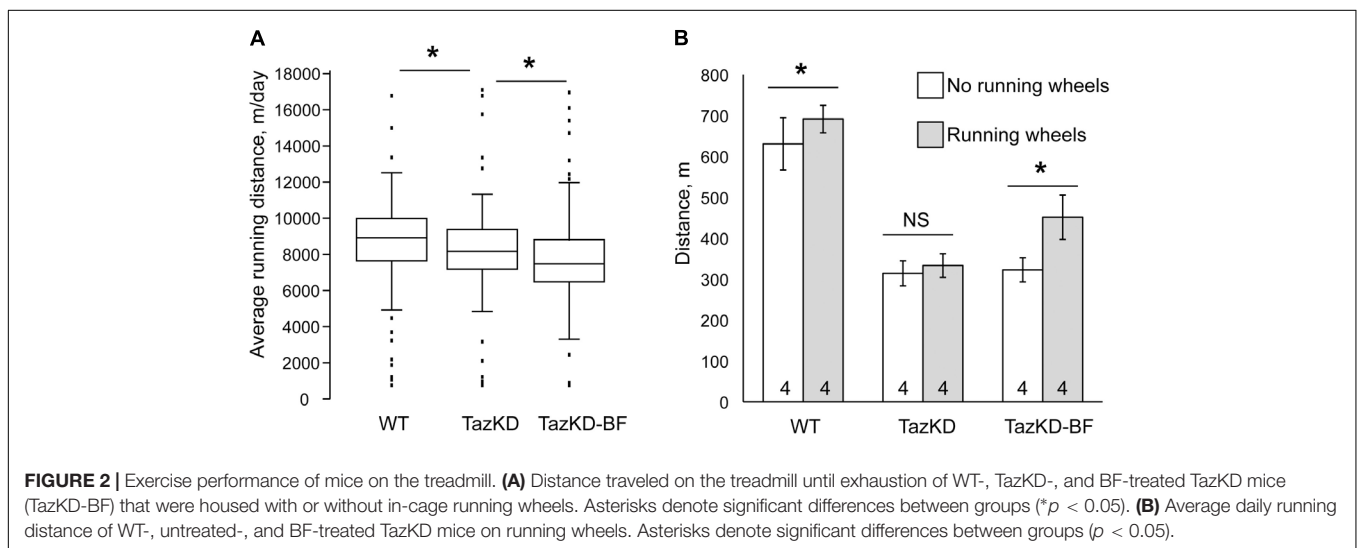 A
*
*
18000
16000
14000
12000
10000
8000
6000
4000
2000
0
Average running distance, m/day
WT TazKD TazKD-BF
B
*
NS
*
No running wheels
Running wheels
800
700
600
500
400
300
200
100
0
Distance, m
4 4 4 4 4 4
WT TazKD TazKD-BF
FIGURE 2 | Exercise performance of mice on the treadmill. (A) Distance traveled on the treadmill until exhaustion of WT-, TazKD-, and BF-treated TazKD mice
(TazKD-BF) that were housed with or without in-cage running wheels. Asterisks denote significant differences between groups (*p < 0.05). (B) Average daily running
distance of WT-, untreated-, and BF-treated TazKD mice on running wheels. Asterisks denote significant differences between groups (p < 0.05).